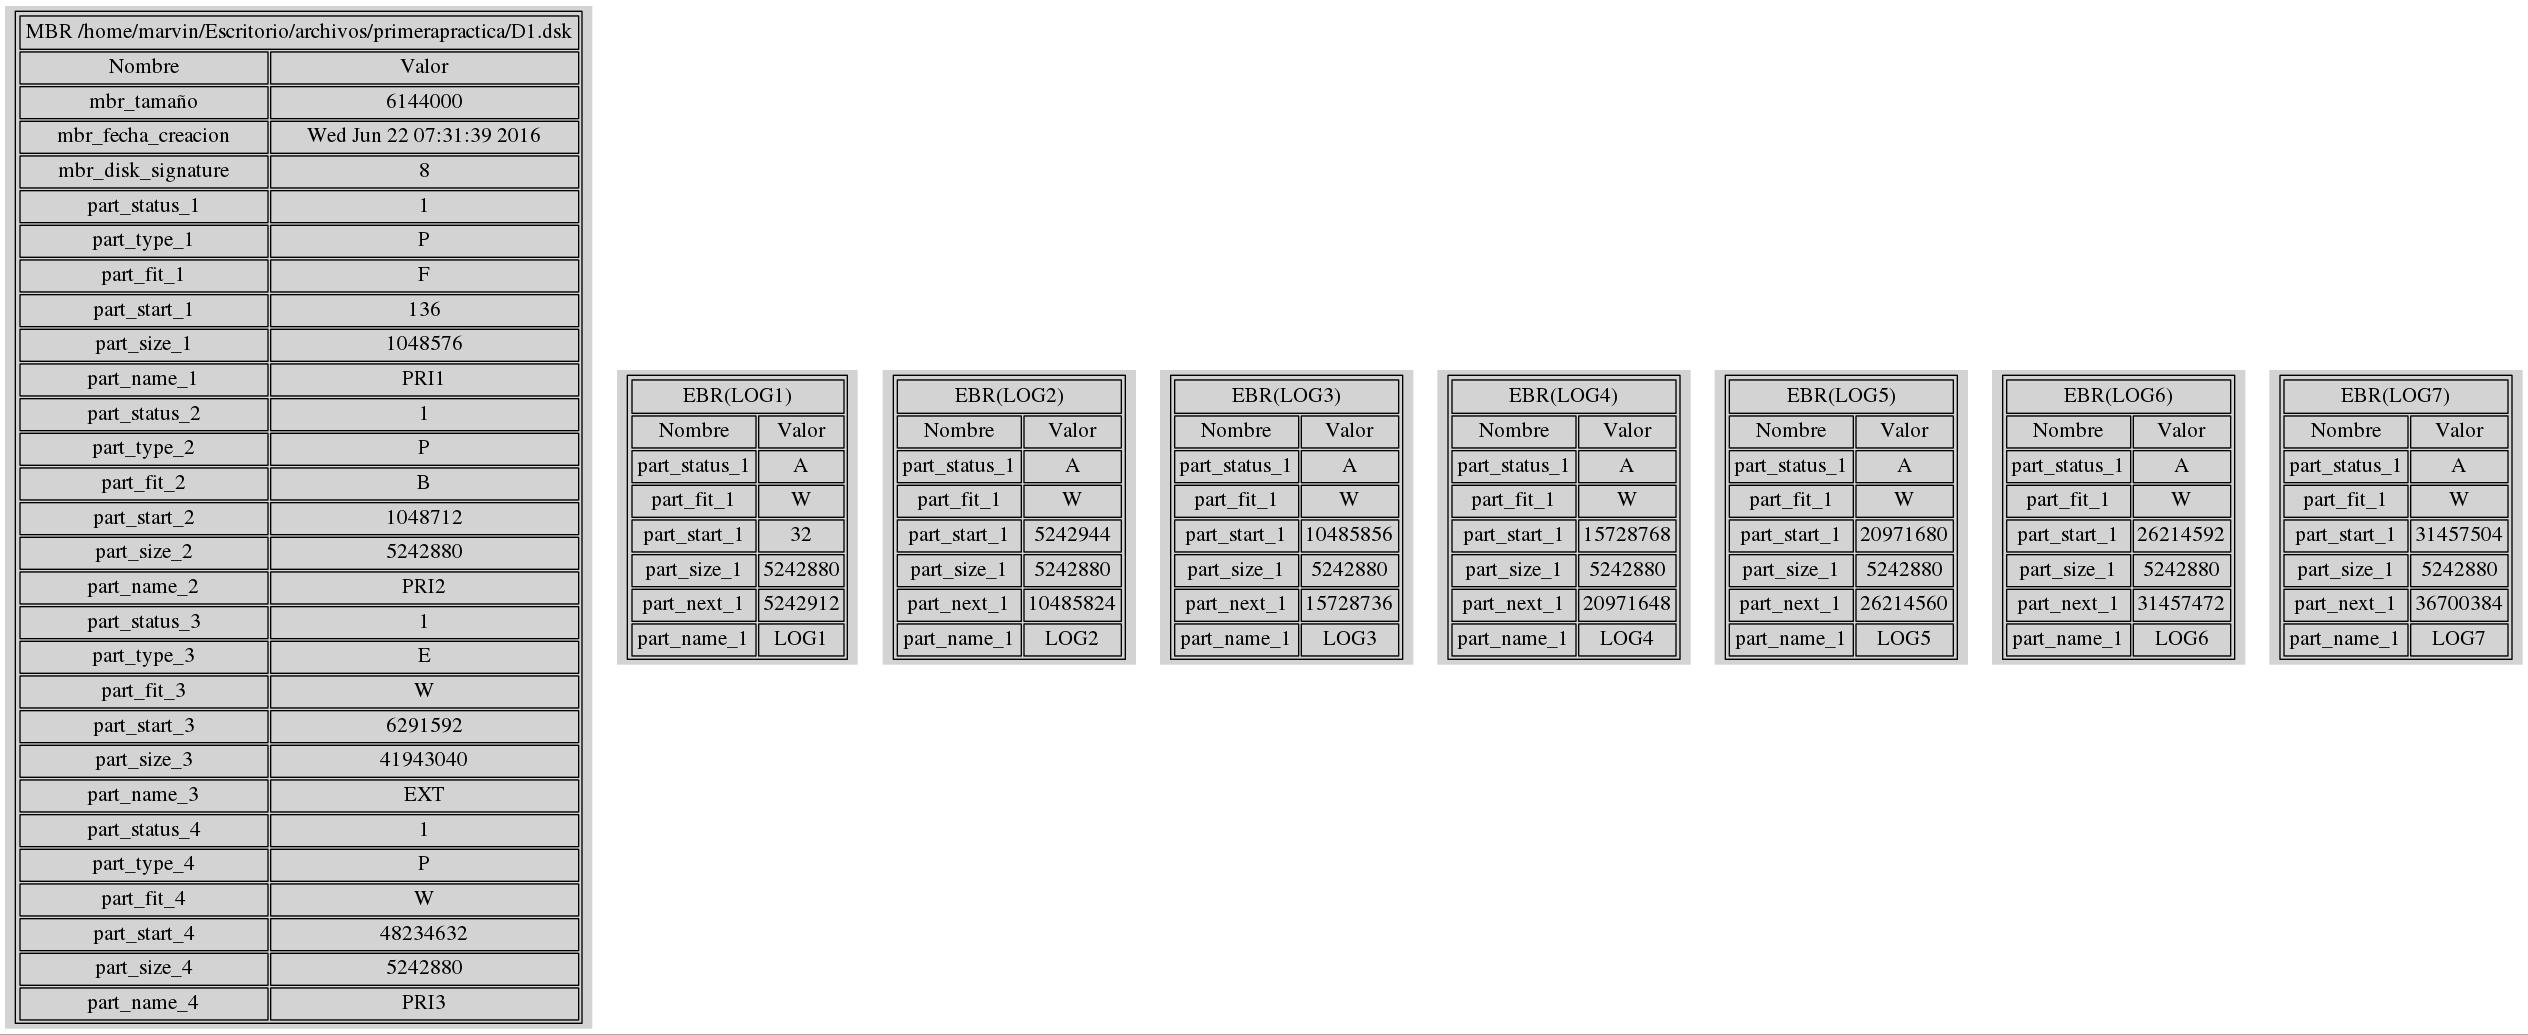 MBR /home/marvin/Escritorio/archivos/primerapractica/D1.dsk
Nombre Valor
mbr_tamaño 6144000
mbr_fecha_creacion Wed Jun 22 07:31:39 2016
mbr_disk_signature 8
part_status_1 1
part_type_1 P
part_fit_1 F
part_start_1 136
part_size_1 1048576
part_name_1 PRI1
part_status_2 1
part_type_2 P
part_fit_2 B
part_start_2 1048712
part_size_2 5242880
part_name_2 PRI2
part_status_3 1
part_type_3 E
part_fit_3 W
part_start_3 6291592
part_size_3 41943040
part_name_3 EXT
part_status_4 1
part_type_4 P
part_fit_4 W
part_start_4 48234632
part_size_4 5242880
part_name_4 PRI3
EBR(LOG1)
Nombre Valor
part_status_1 A
part_fit_1 W
part_start_1 32
part_size_1 5242880
part_next_1 5242912
part_name_1 LOG1
EBR(LOG2)
Nombre Valor
part_status_1 A
part_fit_1 W
part_start_1 5242944
part_size_1 5242880
part_next_1 10485824
part_name_1 LOG2
EBR(LOG3)
Nombre Valor
part_status_1 A
part_fit_1 W
part_start_1 10485856
part_size_1 5242880
part_next_1 15728736
part_name_1 LOG3
EBR(LOG4)
Nombre Valor
part_status_1 A
part_fit_1 W
part_start_1 15728768
part_size_1 5242880
part_next_1 20971648
part_name_1 LOG4
EBR(LOG5)
Nombre Valor
part_status_1 A
part_fit_1 W
part_start_1 20971680
part_size_1 5242880
part_next_1 26214560
part_name_1 LOG5
EBR(LOG6)
Nombre Valor
part_status_1 A
part_fit_1 W
part_start_1 26214592
part_size_1 5242880
part_next_1 31457472
part_name_1 LOG6
EBR(LOG7)
Nombre Valor
part_status_1 A
part_fit_1 W
part_start_1 31457504
part_size_1 5242880
part_next_1 36700384
part_name_1 LOG7